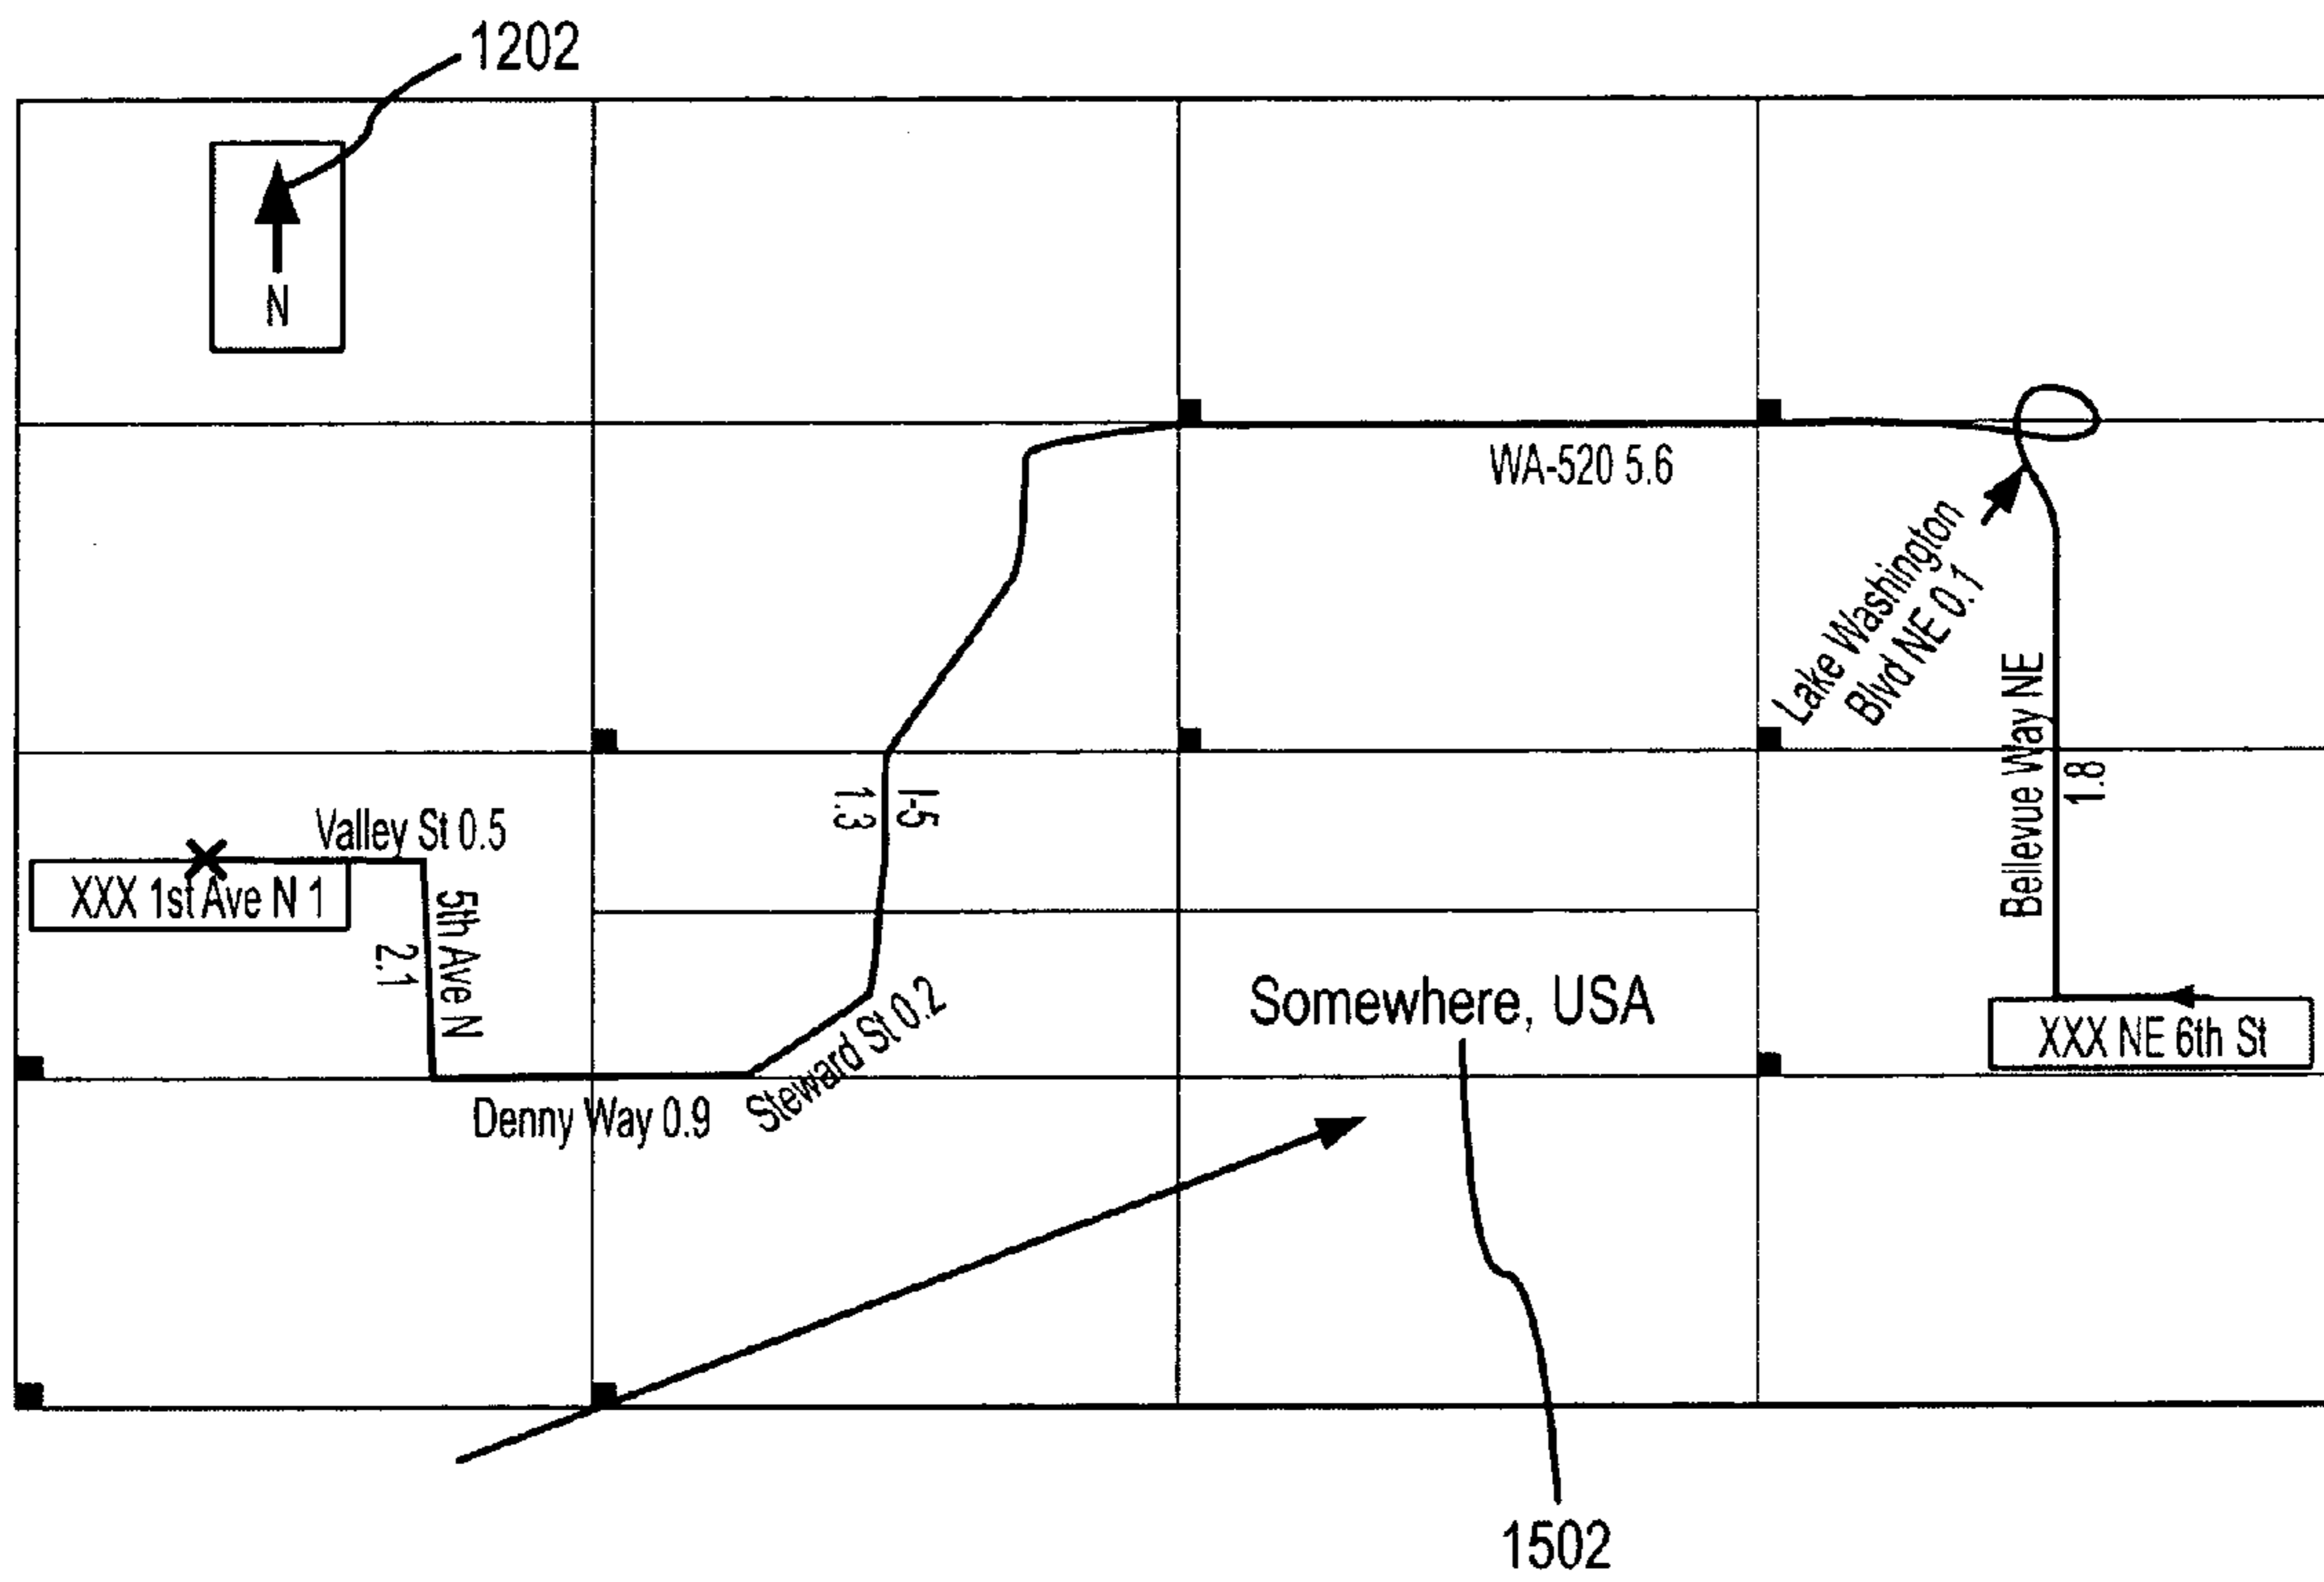 1202
N
WA-520 5.6
Lake Washington
Blvd NE 0.1
Bellevue Way NE
1.8
I-5
1.3
Valley St 0.5
XXX 1st Ave N 1
5th Ave N
2.1
Steward St 0.2
Somewhere, USA
XXX NE 6th St
Denny Way 0.9
1502